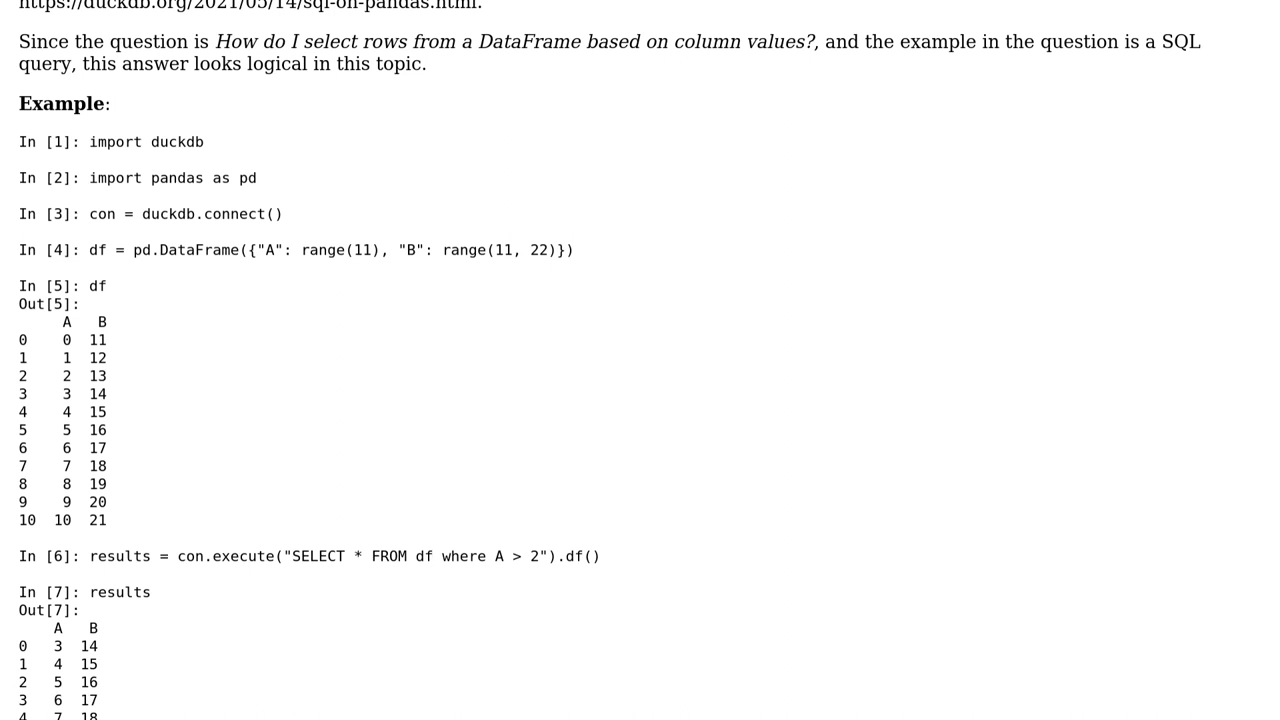 https://duckdb.org/2021/05/14/sql-on-pandas.html.
Since the question is How do I select rows from a DataFrame based on column values?, and the example in the question is a SQL
query, this answer looks logical in this topic.
Example:
In [1]: import duckdb
In [2]: import pandas as pd
In [3]: con = duckdb.connect()
In [4]: df = pd.DataFrame({"A": range(11), "B": range(11, 22)})
In [5]: df
Out[5]:
     A   B
0    0  11
1    1  12
2    2  13
3    3  14
4    4  15
5    5  16
6    6  17
7    7  18
8    8  19
9    9  20
10  10  21
In [6]: results = con.execute("SELECT * FROM df where A > 2").df()
In [7]: results
Out[7]:
    A   B
0   3  14
1   4  15
2   5  16
3   6  17
4   7  18